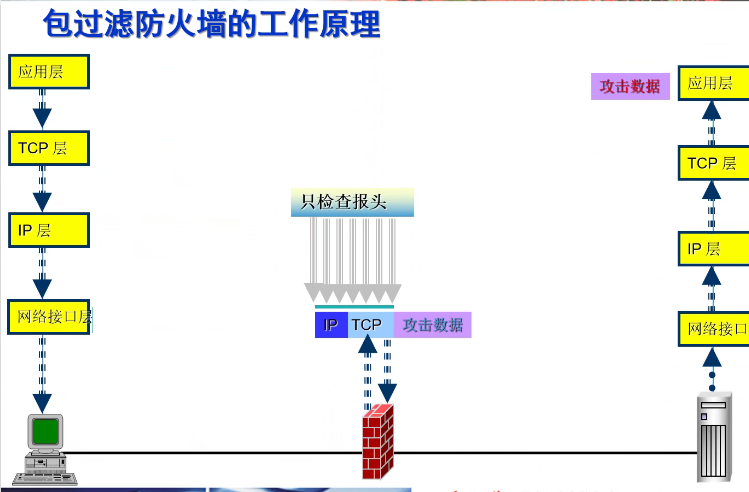 包过滤防火墙的工作原理
应用层
TCP 层
IP 层
网络接口层
只检查报头
IP TCP 攻击数据
攻击数据
应用层
TCP 层
IP 层
网络接口